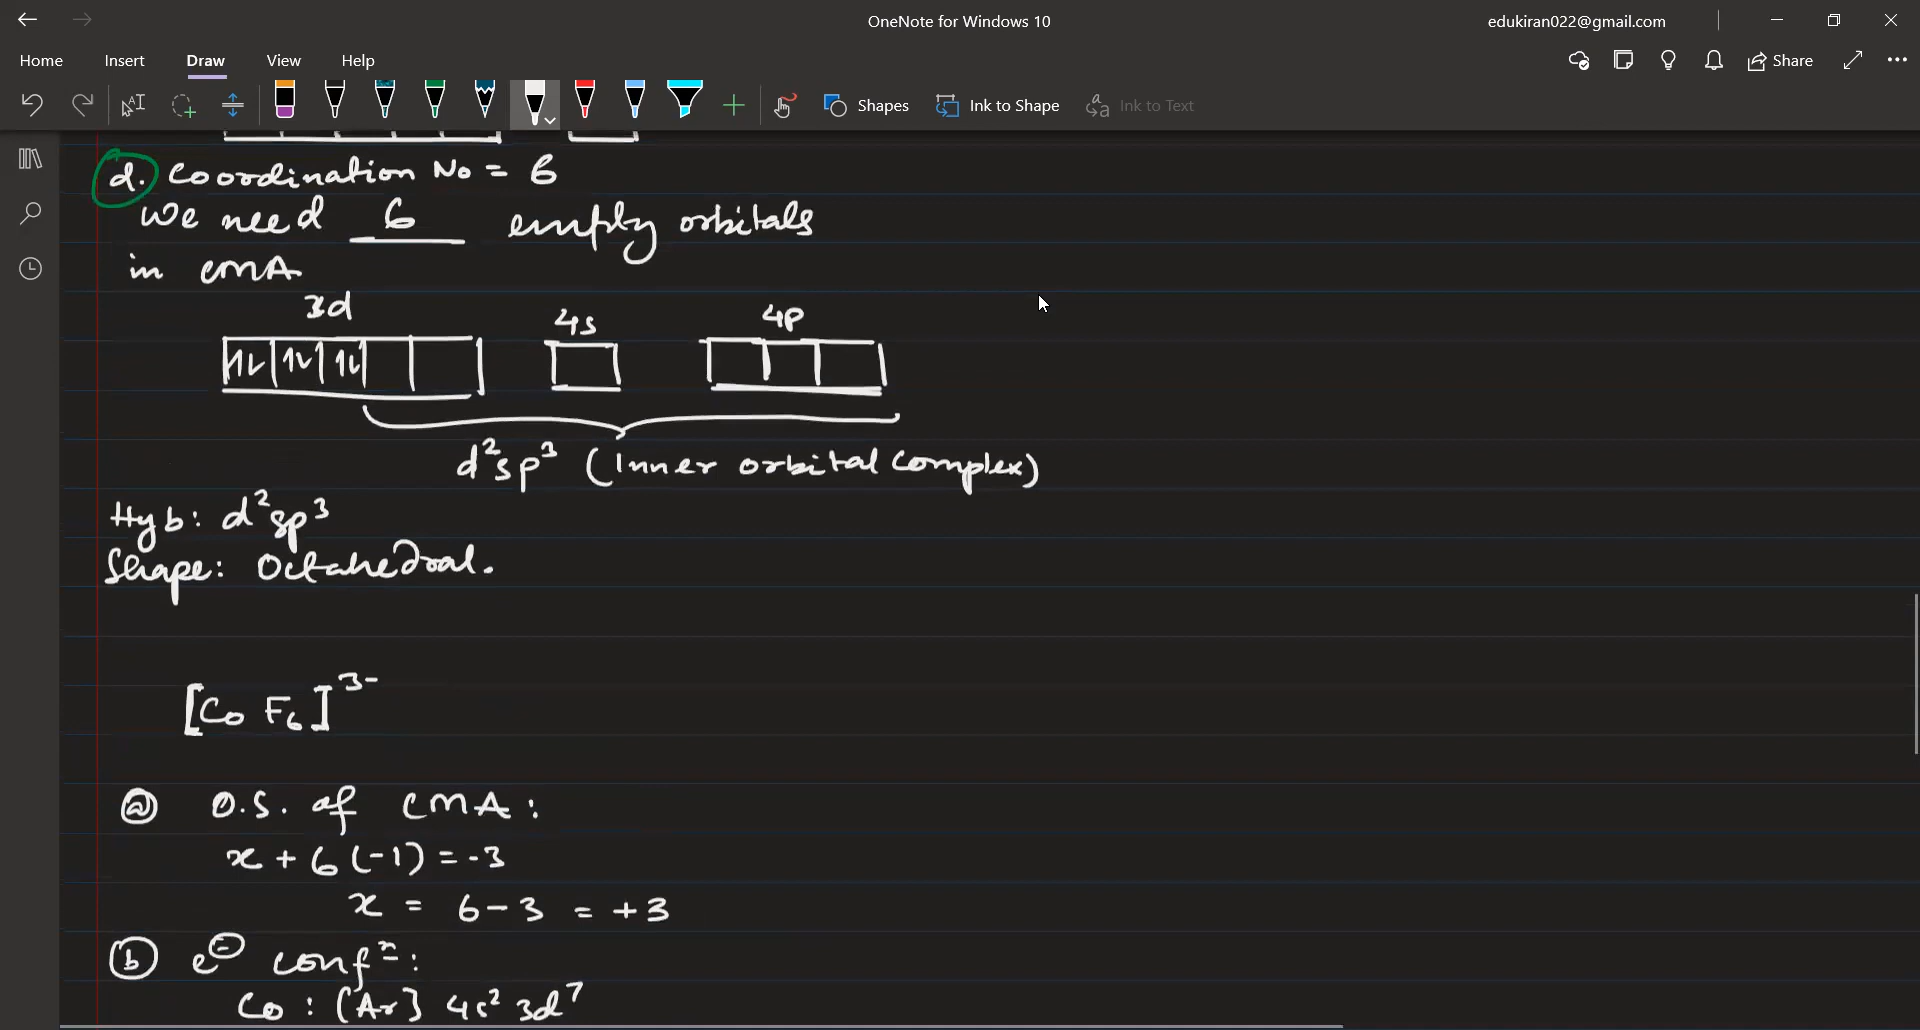 OneNote for Windows 10
edukiran022@gmail.com
Home Insert Draw View Help
Share
Shapes Ink to Shape Ink to Text
d. Coordination No = 6
We need 6 empty orbitals
in CMA
3d 4s 4p
1L 1L 1L
d²sp³ (Inner orbital Complex)
Hyb: d²sp³
Shape: Octahedral.
[Co F₆]³⁻
ⓐ O.S. of CMA:
x + 6(-1) = -3
x = 6 - 3 = +3
ⓑ e⊖ confⁿ:
Co : [Ar] 4s² 3d⁷